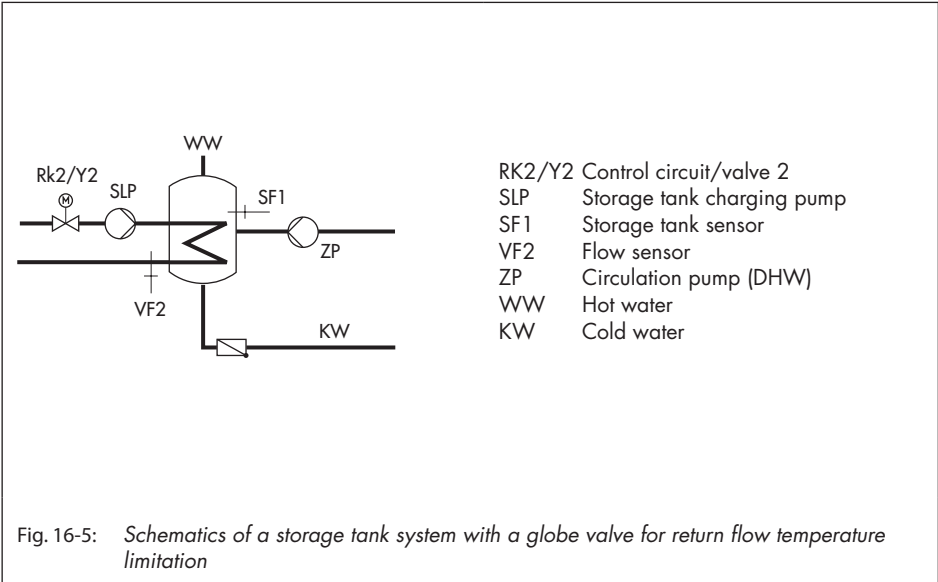 WW
Rk2/Y2
SLP
M
SF1
ZP
VF2
KW
RK2/Y2 Control circuit/valve 2
SLP Storage tank charging pump
SF1 Storage tank sensor
VF2 Flow sensor
ZP Circulation pump (DHW)
WW Hot water
KW Cold water
Fig. 16-5: Schematics of a storage tank system with a globe valve for return flow temperature
limitation